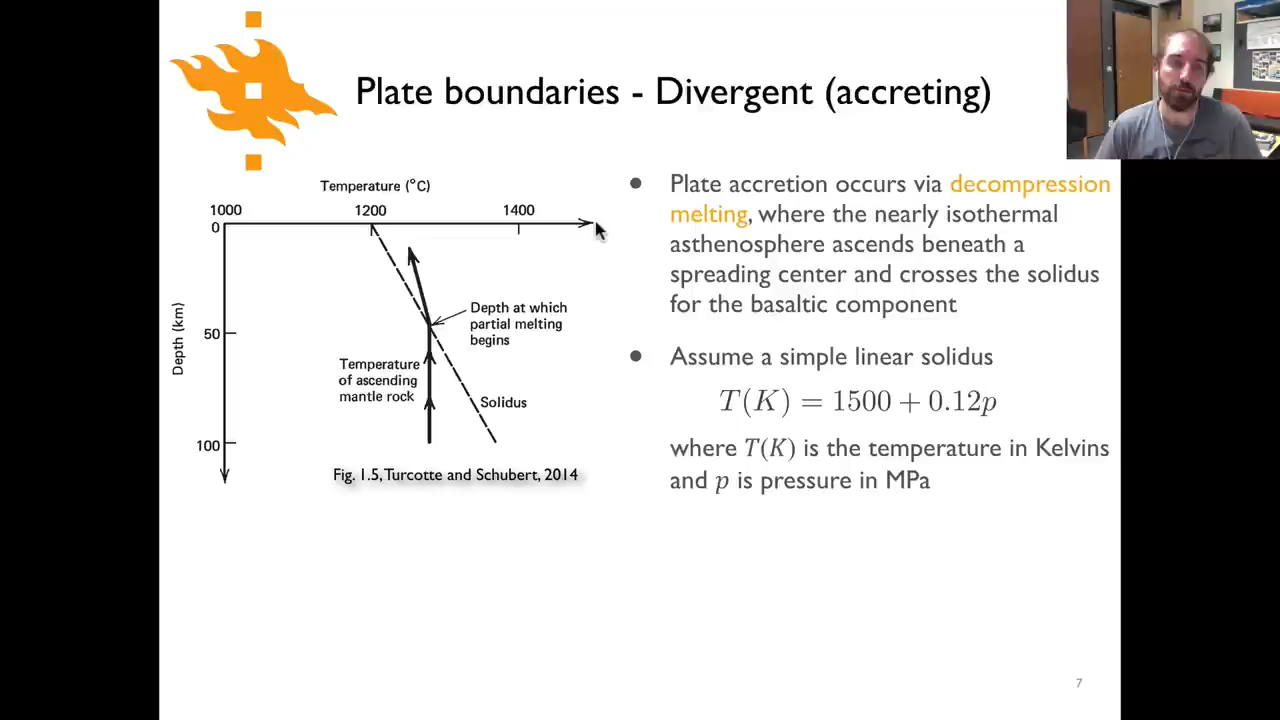 Plate boundaries - Divergent (accreting)
Temperature (°C)
1000
1200
1400
0
50
100
Depth (km)
Depth at which
partial melting
begins
Temperature
of ascending
mantle rock
Solidus
Fig. 1.5, Turcotte and Schubert, 2014
• Plate accretion occurs via decompression
melting, where the nearly isothermal
asthenosphere ascends beneath a
spreading center and crosses the solidus
for the basaltic component
• Assume a simple linear solidus
T(K) = 1500 + 0.12p
where T(K) is the temperature in Kelvins
and p is pressure in MPa
7